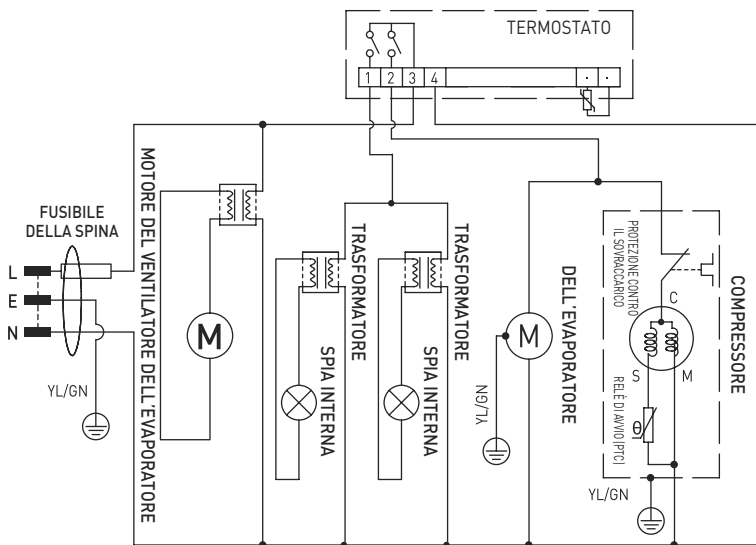 TERMOSTATO
1 2 3 4
MOTORE DEL VENTILATORE DELL'EVAPORATORE
FUSIBILE
DELLA SPINA
L
E
N
YL/GN
M
TRASFORMATORE
SPIA INTERNA
TRASFORMATORE
SPIA INTERNA
M
YL/GN
DELL'EVAPORATORE
PROTEZIONE CONTRO
IL SOVRACCARICO
C
S
M
RELÈ DI AVVIO (PTC)
θ
YL/GN
COMPRESSORE